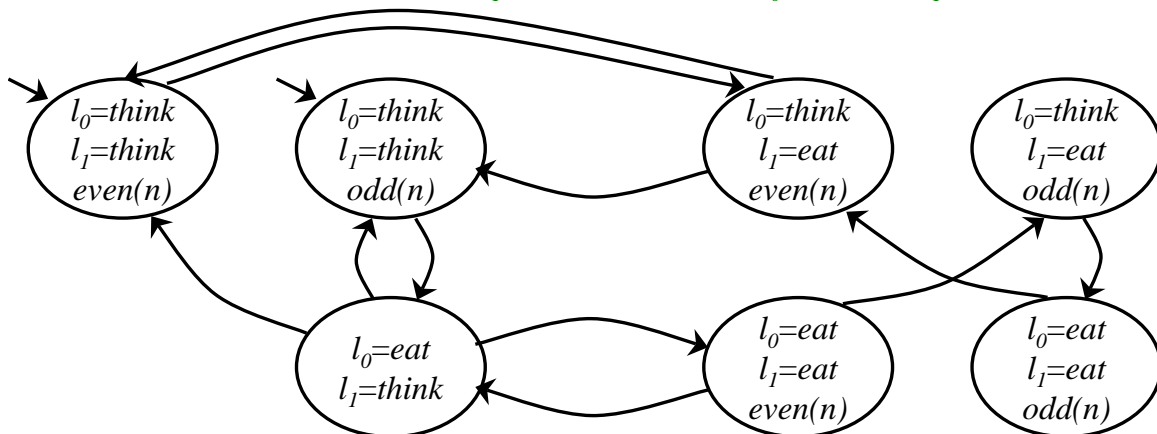 l₀=think
l₁=think
even(n)
l₀=think
l₁=think
odd(n)
l₀=think
l₁=eat
even(n)
l₀=think
l₁=eat
odd(n)
l₀=eat
l₁=think
l₀=eat
l₁=eat
even(n)
l₀=eat
l₁=eat
odd(n)